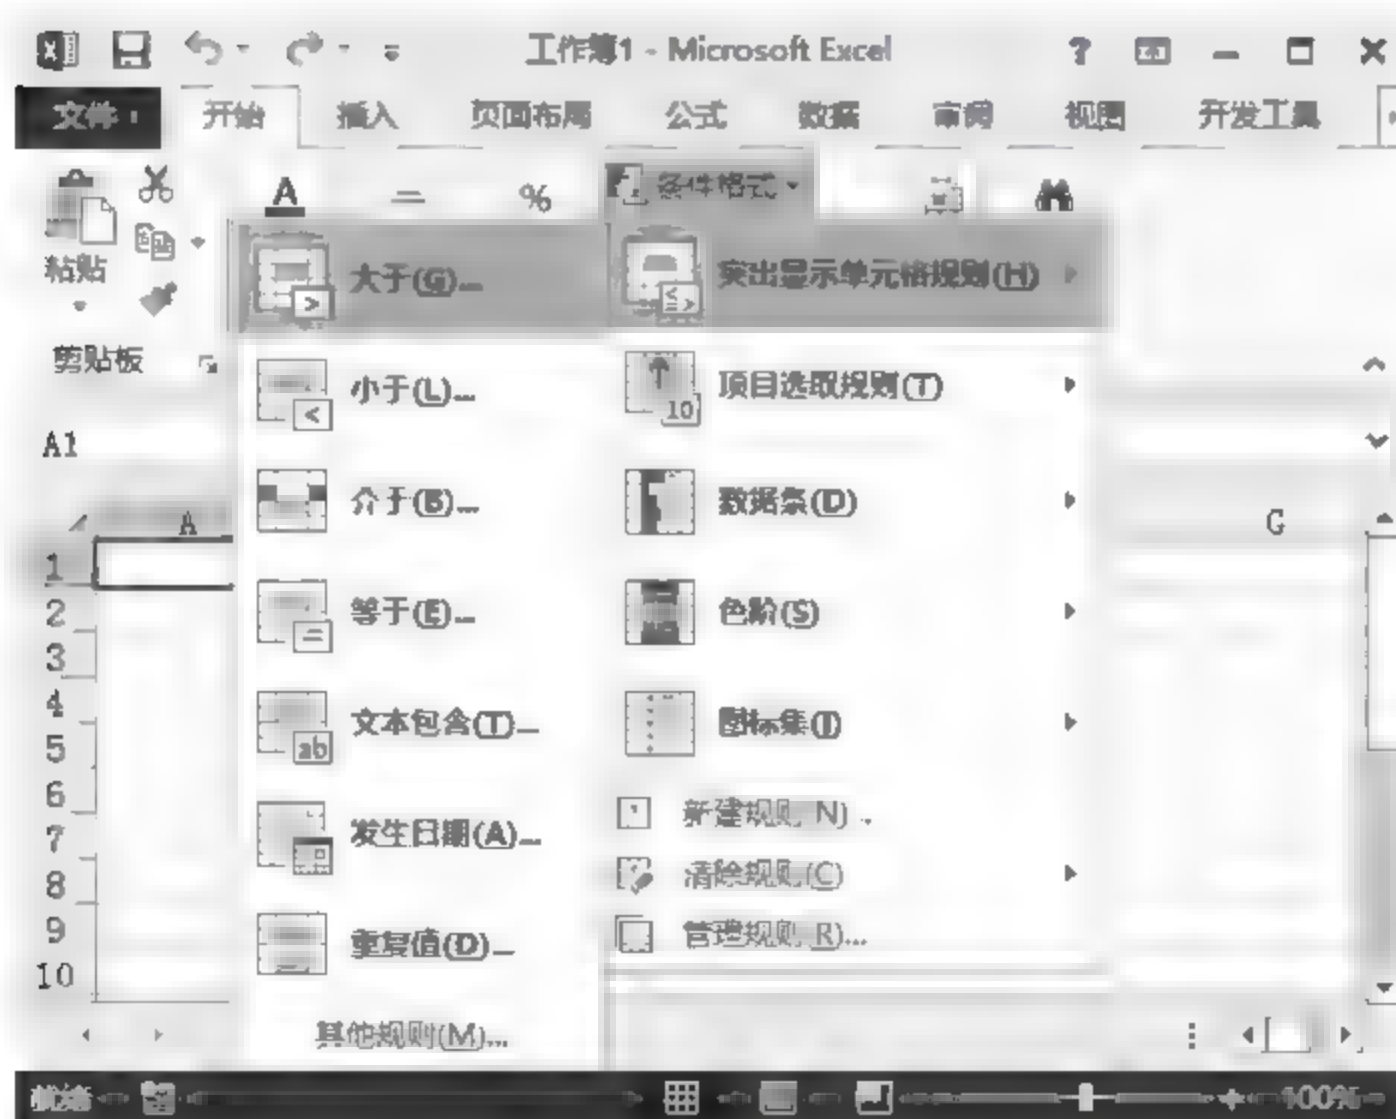 工作簿1 - Microsoft Excel
文件 开始 插入 页面布局 公式 数据 审阅 视图 开发工具
A % 条件格式
粘贴
剪贴板
大于(G)...
小于(L)...
介于(B)...
等于(E)...
文本包含(T)...
发生日期(A)...
重复值(D)...
其他规则(M)...
突出显示单元格规则(H)
项目选取规则(T)
数据条(D)
色阶(S)
图标集(I)
新建规则(N)...
清除规则(C)
管理规则(R)...
A1
A G
1
2
3
4
5
6
7
8
9
10
就绪 100%